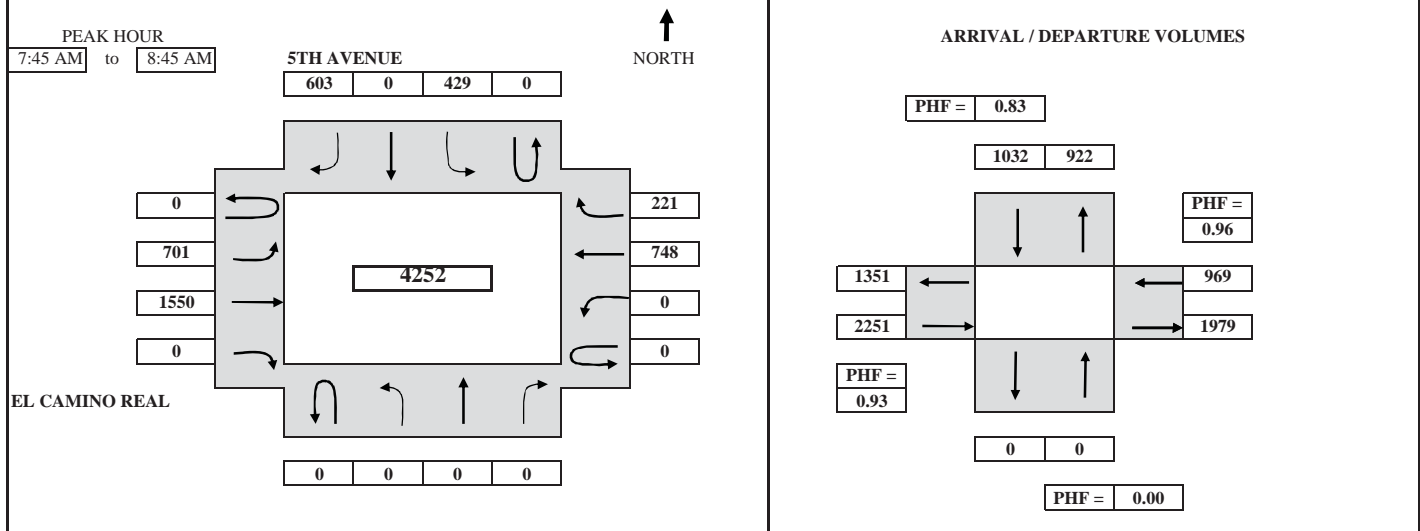 PEAK HOUR
7:45 AM to 8:45 AM
5TH AVENUE
NORTH
603 0 429 0
0
701
1550
0
4252
221
748
0
0
EL CAMINO REAL
0 0 0 0
ARRIVAL / DEPARTURE VOLUMES
PHF = 0.83
1032 922
PHF =
0.96
1351
2251
969
1979
PHF =
0.93
0 0
PHF = 0.00